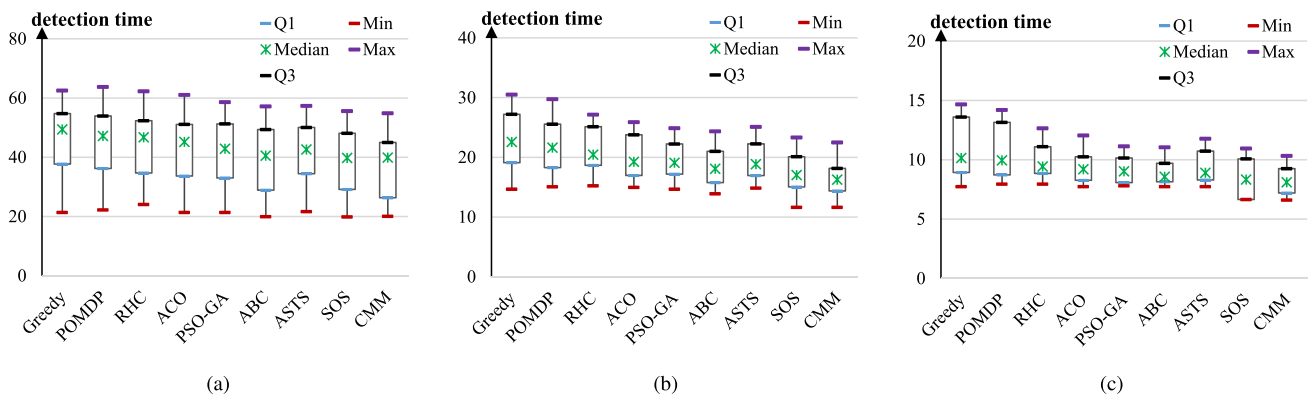 detection time
Q1 Min
Median Max
Q3
80
60
40
20
0
Greedy POMDP RHC ACO PSO-GA ABC ASTS SOS CMM
(a)
detection time
Q1 Min
Median Max
Q3
40
30
20
10
0
Greedy POMDP RHC ACO PSO-GA ABC ASTS SOS CMM
(b)
detection time
Q1 Min
Median Max
Q3
20
15
10
5
0
Greedy POMDP RHC ACO PSO-GA ABC ASTS SOS CMM
(c)